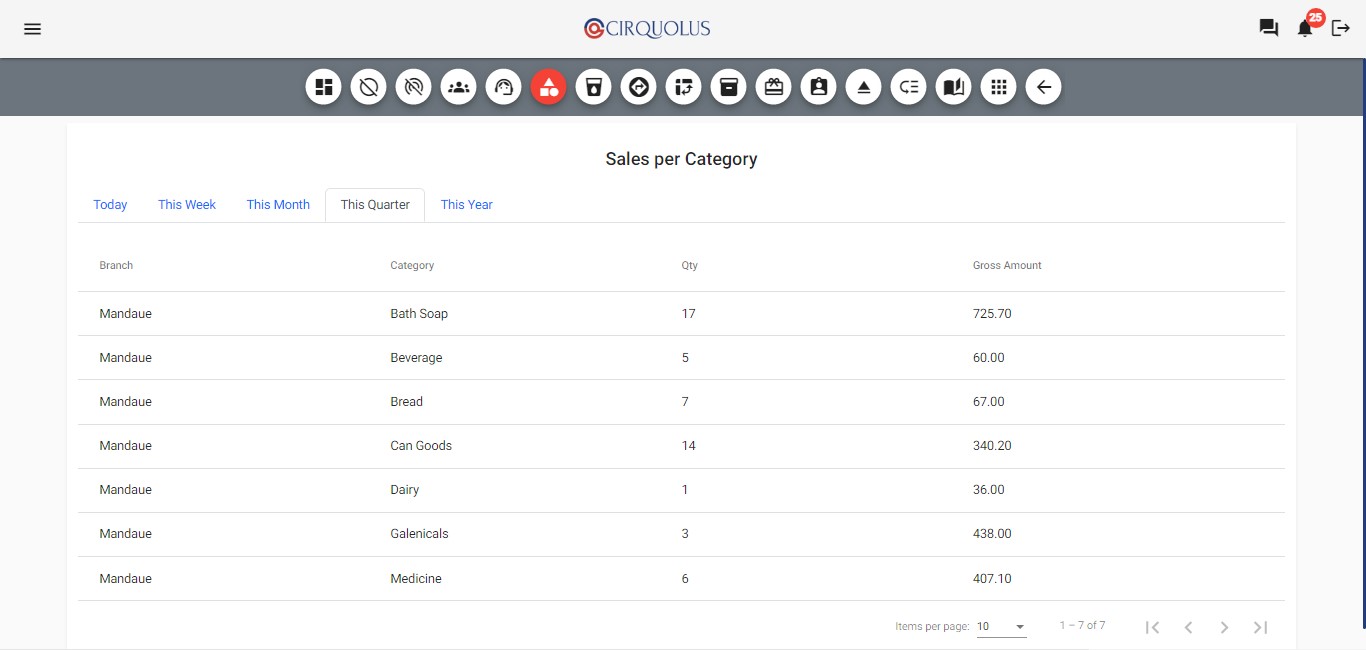 CIRQUOLUS
25
Sales per Category
Today This Week This Month This Quarter This Year
Branch Category Qty Gross Amount
Mandaue Bath Soap 17 725.70
Mandaue Beverage 5 60.00
Mandaue Bread 7 67.00
Mandaue Can Goods 14 340.20
Mandaue Dairy 1 36.00
Mandaue Galenicals 3 438.00
Mandaue Medicine 6 407.10
Items per page: 10 1 – 7 of 7